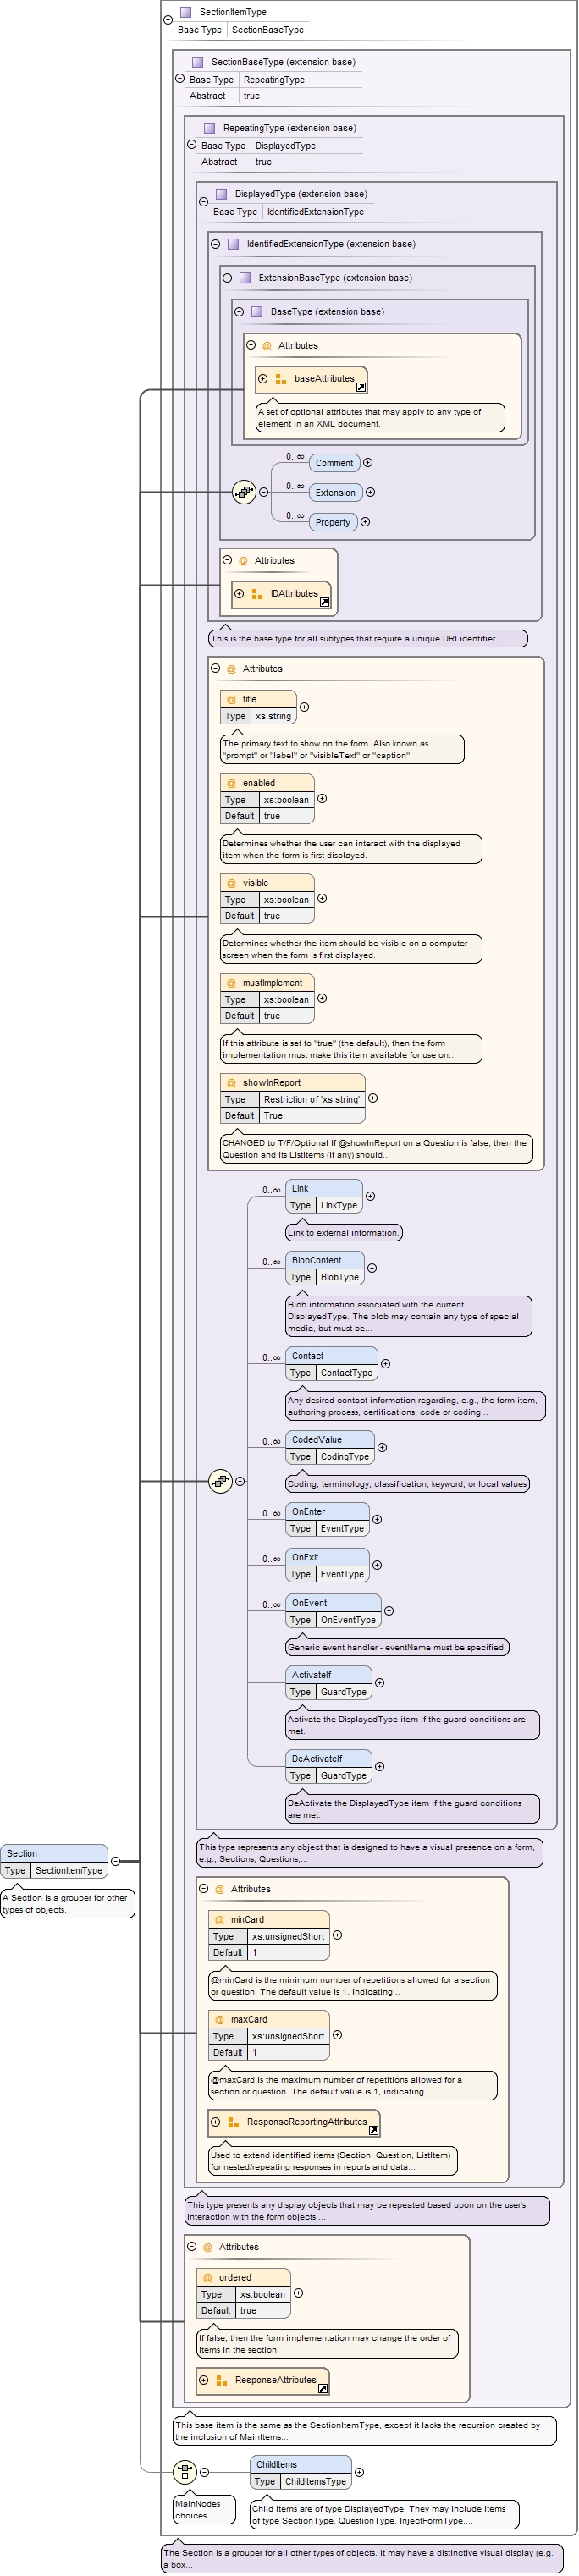 SectionItemType
Base Type SectionBaseType
SectionBaseType (extension base)
Base Type RepeatingType
Abstract true
RepeatingType (extension base)
Base Type DisplayedType
Abstract true
DisplayedType (extension base)
Base Type IdentifiedExtensionType
IdentifiedExtensionType (extension base)
ExtensionBaseType (extension base)
BaseType (extension base)
@ Attributes
baseAttributes
A set of optional attributes that may apply to any type of
element in an XML document.
0..∞ Comment
0..∞ Extension
0..∞ Property
@ Attributes
IDAttributes
This is the base type for all subtypes that require a unique URI identifier.
@ Attributes
@ title
Type xs:string
The primary text to show on the form. Also known as
"prompt" or "label" or "visibleText" or "caption"
@ enabled
Type xs:boolean
Default true
Determines whether the user can interact with the displayed
item when the form is first displayed.
@ visible
Type xs:boolean
Default true
Determines whether the item should be visible on a computer
screen when the form is first displayed.
@ mustImplement
Type xs:boolean
Default true
If this attribute is set to "true" (the default), then the form
implementation must make this item available for use on...
@ showInReport
Type Restriction of 'xs:string'
Default True
CHANGED to T/F/Optional If @showInReport on a Question is false, then the
Question and its ListItems (if any) should...
0..∞ Link
Type LinkType
Link to external information.
0..∞ BlobContent
Type BlobType
Blob information associated with the current
DisplayedType. The blob may contain any type of special
media, but must be...
0..∞ Contact
Type ContactType
Any desired contact information regarding, e.g., the form item,
authoring process, certifications, code or coding...
0..∞ CodedValue
Type CodingType
Coding, terminology, classification, keyword, or local values
0..∞ OnEnter
Type EventType
0..∞ OnExit
Type EventType
0..∞ OnEvent
Type OnEventType
Generic event handler - eventName must be specified.
ActivateIf
Type GuardType
Activate the DisplayedType item if the guard conditions are
met.
DeActivateIf
Type GuardType
DeActivate the DisplayedType item if the guard conditions
are met.
This type represents any object that is designed to have a visual presence on a form,
e.g., Sections, Questions,...
Section
Type SectionItemType
A Section is a grouper for other
types of objects.
@ Attributes
@ minCard
Type xs:unsignedShort
Default 1
@minCard is the minimum number of repetitions allowed for a section
or question. The default value is 1, indicating...
@ maxCard
Type xs:unsignedShort
Default 1
@maxCard is the maximum number of repetitions allowed for a
section or question. The default value is 1, indicating...
ResponseReportingAttributes
Used to extend identified items (Section, Question, ListItem)
for nested/repeating responses in reports and data...
This type presents any display objects that may be repeated based upon on the user's
interaction with the form objects....
@ Attributes
@ ordered
Type xs:boolean
Default true
If false, then the form implementation may change the order of
items in the section.
ResponseAttributes
This base item is the same as the SectionItemType, except it lacks the recursion created by
the inclusion of MainItems...
MainNodes
choices
ChildItems
Type ChildItemsType
Child items are of type DisplayedType. They may include items
of type SectionType, QuestionType, InjectFormType,...
The Section is a grouper for all other types of objects. It may have a distinctive visual display (e.g.
a box...